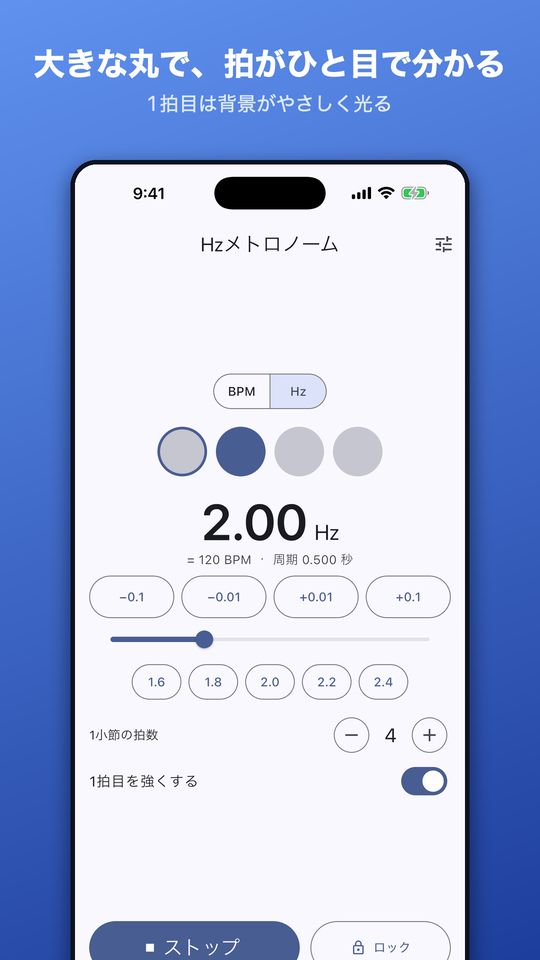 大きな丸で、拍がひと目で分かる
1拍目は背景がやさしく光る
9:41
Hzメトロノーム
BPM Hz
2.00 Hz
= 120 BPM · 周期 0.500 秒
−0.1 −0.01 +0.01 +0.1
1.6 1.8 2.0 2.2 2.4
1小節の拍数 − 4 +
1拍目を強くする
ストップ ロック